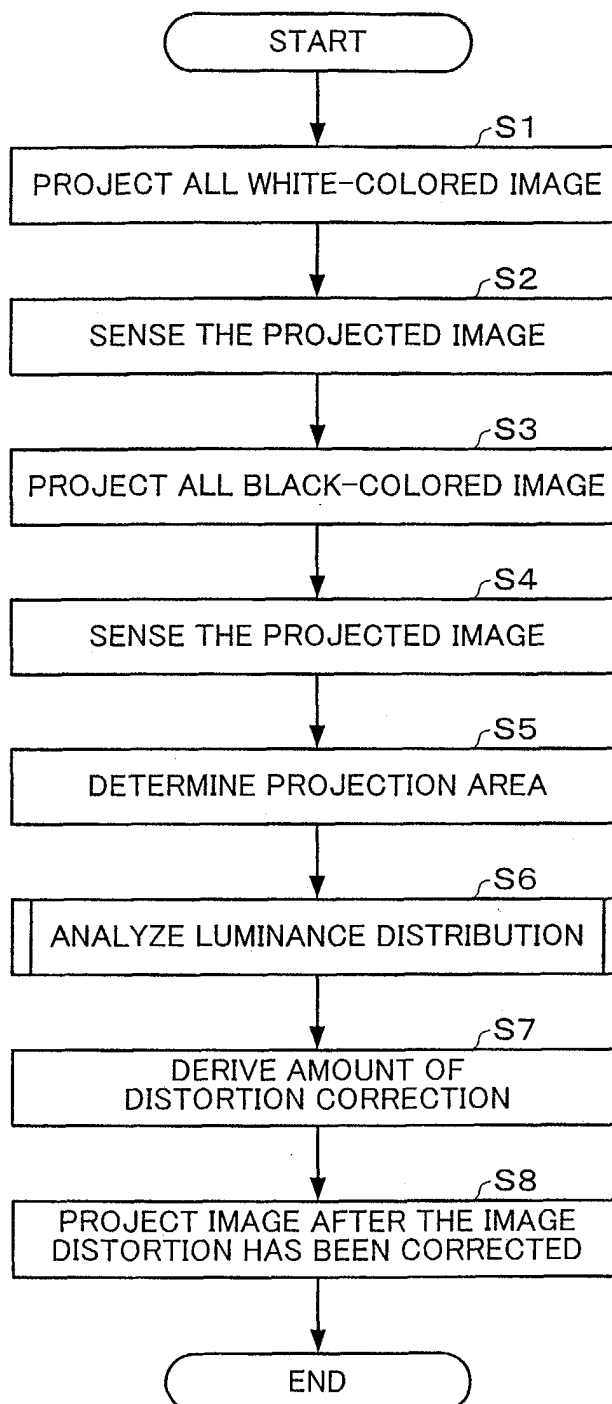 START
S1
PROJECT ALL WHITE-COLORED IMAGE
S2
SENSE THE PROJECTED IMAGE
S3
PROJECT ALL BLACK-COLORED IMAGE
S4
SENSE THE PROJECTED IMAGE
S5
DETERMINE PROJECTION AREA
S6
ANALYZE LUMINANCE DISTRIBUTION
S7
DERIVE AMOUNT OF
DISTORTION CORRECTION
S8
PROJECT IMAGE AFTER THE IMAGE
DISTORTION HAS BEEN CORRECTED
END